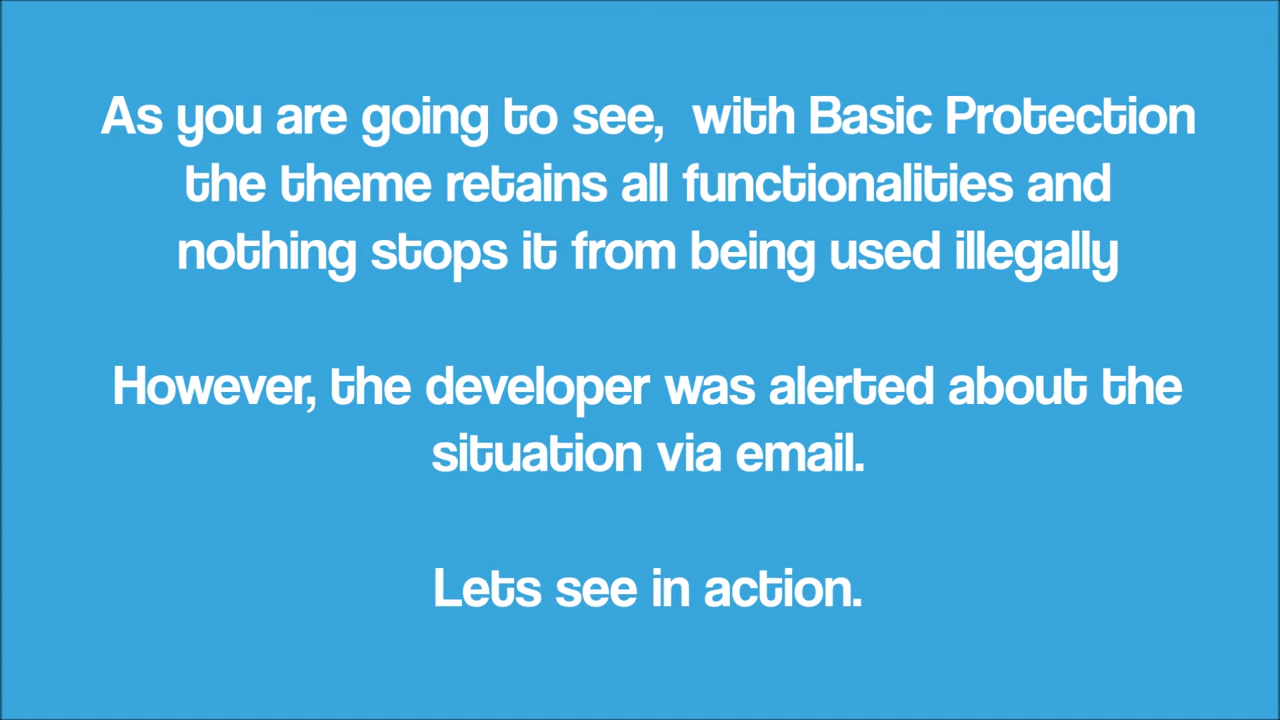 As you are going to see,  with Basic Protection
the theme retains all functionalities and
nothing stops it from being used illegally
However, the developer was alerted about the
situation via email.
Lets see in action.